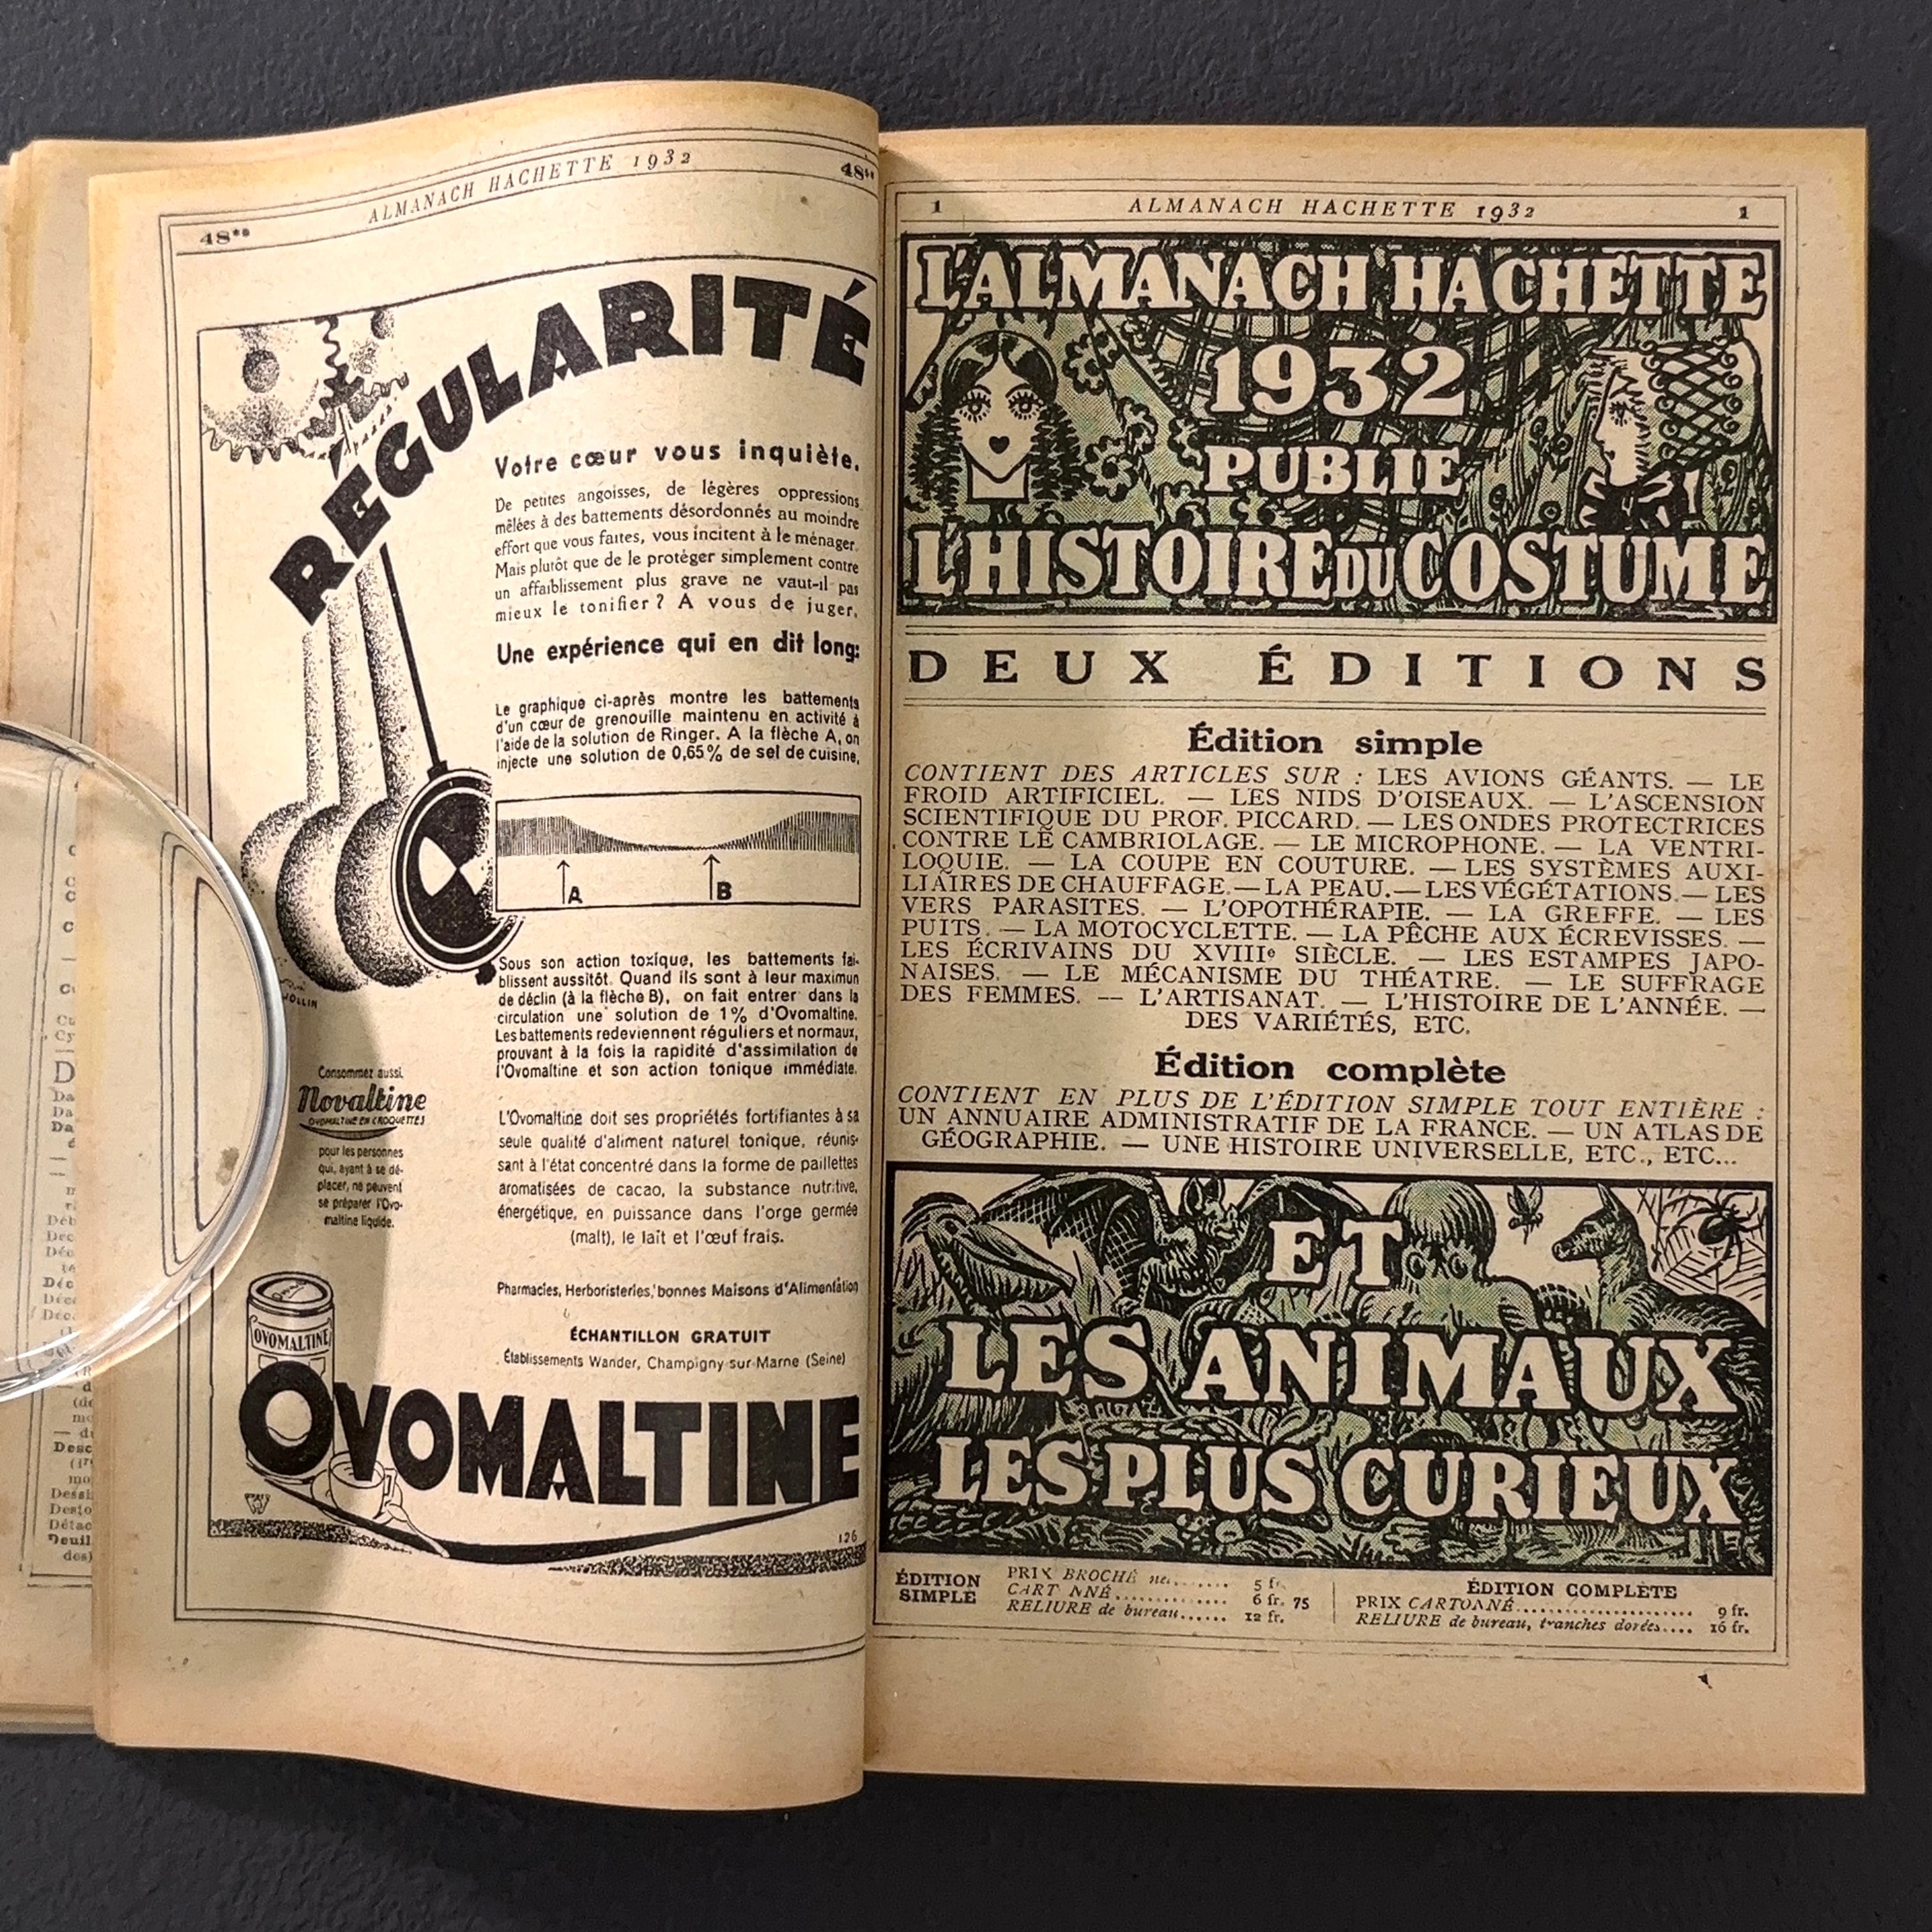 48**
ALMANACH HACHETTE 1932
48**
RÉGULARITÉ
Votre cœur vous inquiète.
De petites angoisses, de légères oppressions
mêlées à des battements désordonnés au moindre
effort que vous faites, vous incitent à le ménager.
Mais plutôt que de le protéger simplement contre
un affaiblissement plus grave ne vaut-il pas
mieux le tonifier ? A vous de juger.
Une expérience qui en dit long:
Le graphique ci-après montre les battements
d'un cœur de grenouille maintenu en activité à
l'aide de la solution de Ringer. A la flèche A, on
injecte une solution de 0,65% de sel de cuisine.
A
B
Sous son action toxique, les battements fai-
blissent aussitôt. Quand ils sont à leur maximun
de déclin (à la flèche B), on fait entrer dans la
circulation une solution de 1% d'Ovomaltine.
Les battements redeviennent réguliers et normaux,
prouvant à la fois la rapidité d'assimilation de
l'Ovomaltine et son action tonique immédiate.
Consommez aussi.
Novaltine
OVOMALTINE EN CROQUETTES
pour les personnes
qui, ayant à se dé-
placer, ne peuvent
se préparer l'Ovo-
maltine liquide.
L'Ovomaltine doit ses propriétés fortifiantes à sa
seule qualité d'aliment naturel tonique, réunis-
sant à l'état concentré dans la forme de paillettes
aromatisées de cacao, la substance nutritive,
énergétique, en puissance dans l'orge germée
(malt), le lait et l'œuf frais.
Pharmacies, Herboristeries, bonnes Maisons d'Alimentation
ÉCHANTILLON GRATUIT
Établissements Wander, Champigny-sur-Marne (Seine)
OVOMALTINE
OVOMALTINE
W
126
1
ALMANACH HACHETTE 1932
1
L'ALMANACH HACHETTE
1932
PUBLIE
L'HISTOIRE DU COSTUME
DEUX ÉDITIONS
Édition simple
CONTIENT DES ARTICLES SUR : LES AVIONS GÉANTS. — LE
FROID ARTIFICIEL. — LES NIDS D'OISEAUX. — L'ASCENSION
SCIENTIFIQUE DU PROF. PICCARD. — LES ONDES PROTECTRICES
CONTRE LE CAMBRIOLAGE. — LE MICROPHONE. — LA VENTRI-
LOQUIE. — LA COUPE EN COUTURE. — LES SYSTÈMES AUXI-
LIAIRES DE CHAUFFAGE. — LA PEAU. — LES VÉGÉTATIONS. — LES
VERS PARASITES. — L'OPOTHÉRAPIE. — LA GREFFE. — LES
PUITS. — LA MOTOCYCLETTE. — LA PÊCHE AUX ÉCREVISSES. —
LES ÉCRIVAINS DU XVIIIe SIÈCLE. — LES ESTAMPES JAPO-
NAISES. — LE MÉCANISME DU THÉATRE. — LE SUFFRAGE
DES FEMMES. — L'ARTISANAT. — L'HISTOIRE DE L'ANNÉE. —
DES VARIÉTÉS, ETC.
Édition complète
CONTIENT EN PLUS DE L'ÉDITION SIMPLE TOUT ENTIÈRE :
UN ANNUAIRE ADMINISTRATIF DE LA FRANCE. — UN ATLAS DE
GÉOGRAPHIE. — UNE HISTOIRE UNIVERSELLE, ETC., ETC...
ET
LES ANIMAUX
LES PLUS CURIEUX
ÉDITION
SIMPLE
PRIX BROCHÉ net....... 5 fr.
CARTONNÉ............ 6 fr. 75
RELIURE de bureau...... 12 fr.
ÉDITION COMPLÈTE
PRIX CARTONNÉ..................... 9 fr.
RELIURE de bureau, tranches dorées.... 16 fr.